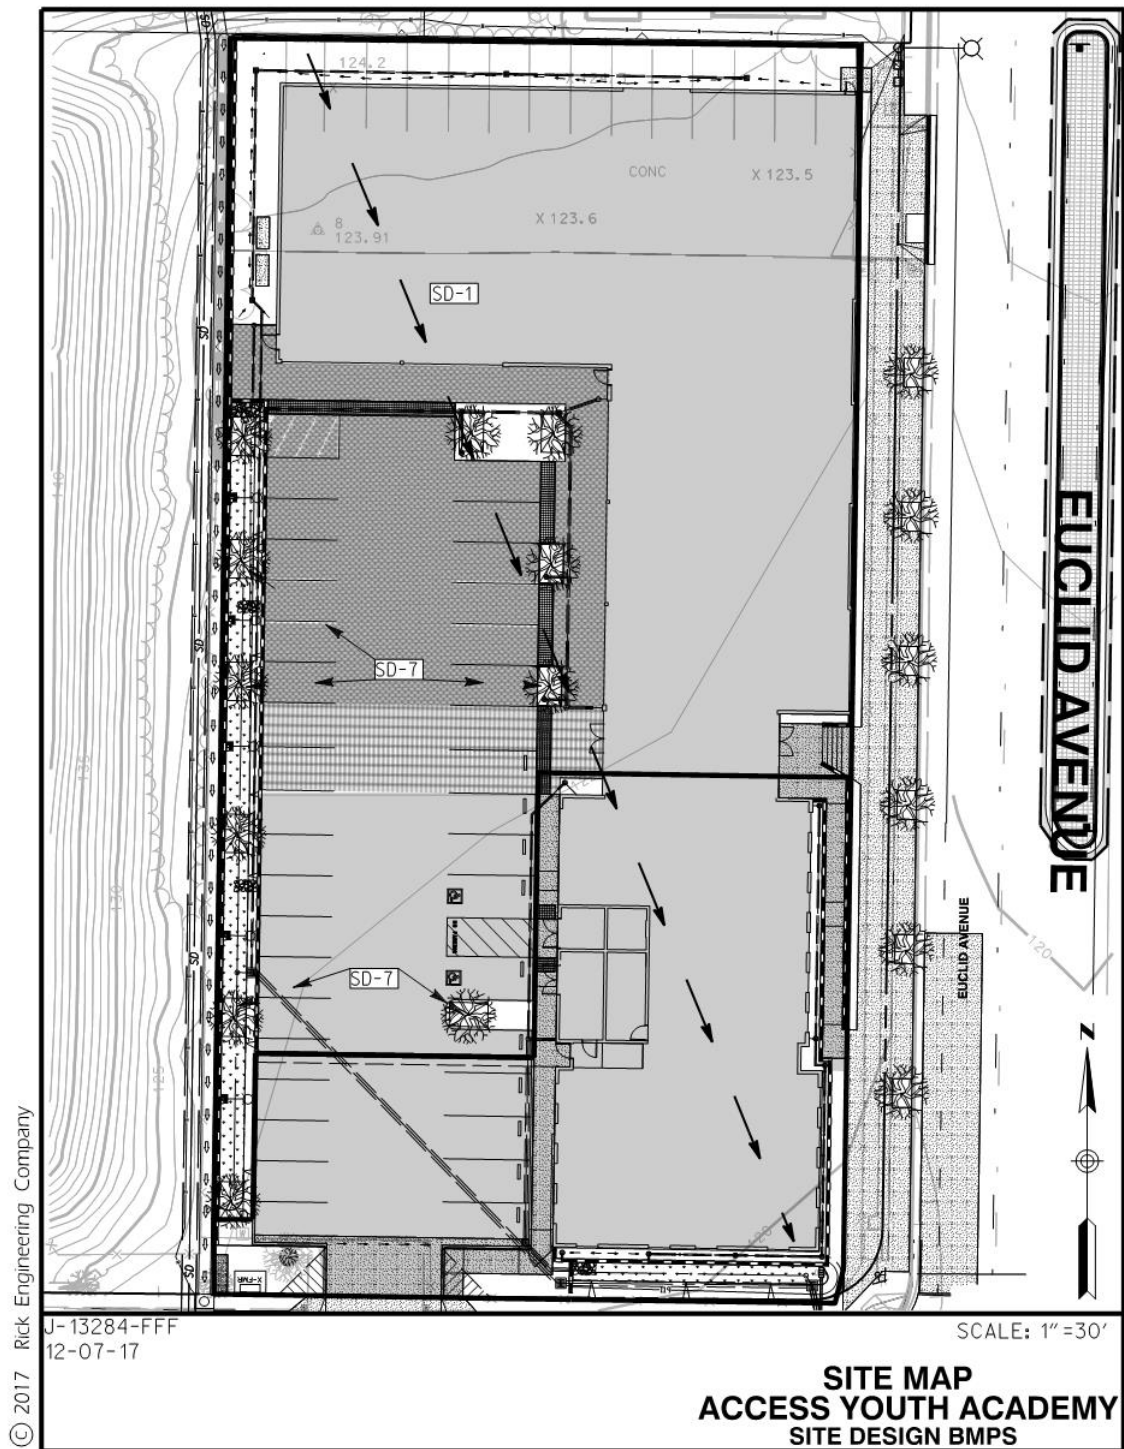 SD
124.2
CONC
X 123.5
X 123.6
8
123.91
SD-1
SD
140
SD-7
SD
EUCLID AVENUE
135
130
SD
SD-7
EUCLID AVENUE
120
N
125
120
SD
X-FMR
© 2017 Rick Engineering Company
J-13284-FFF
12-07-17
SCALE: 1"=30'
SITE MAP
ACCESS YOUTH ACADEMY
SITE DESIGN BMPS